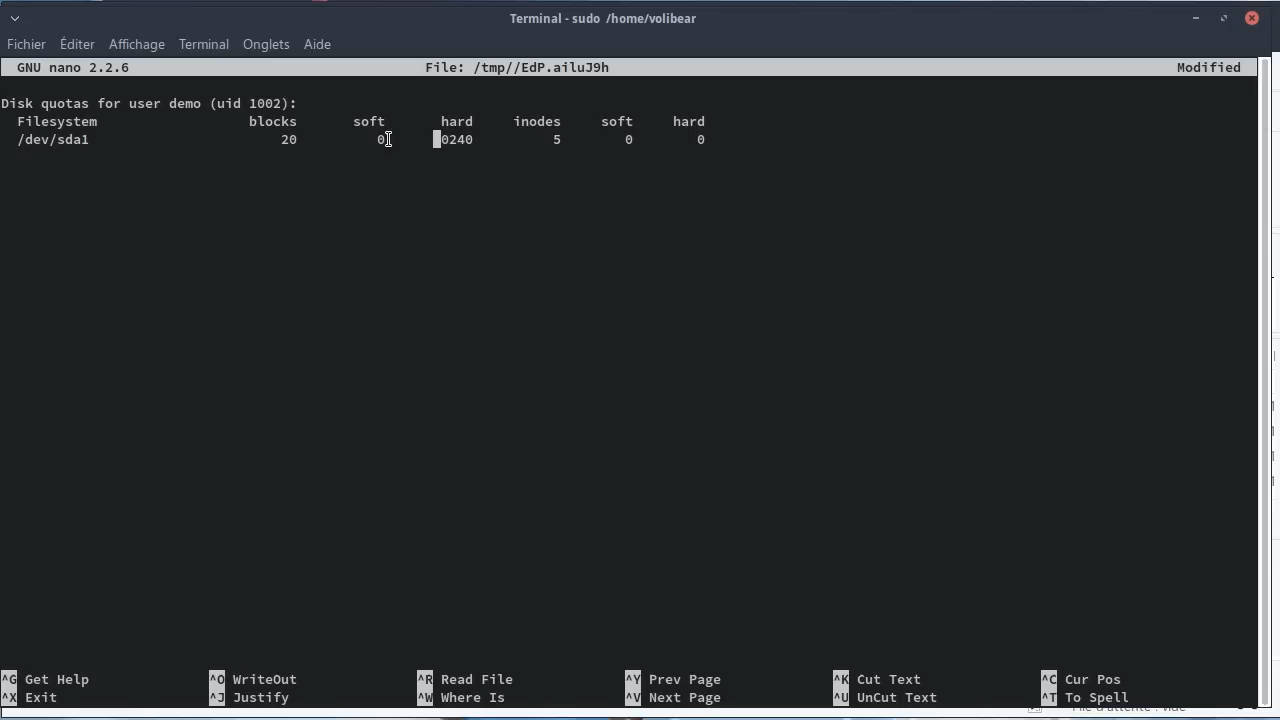 Terminal - sudo /home/volibear
Fichier Éditer Affichage Terminal Onglets Aide
GNU nano 2.2.6 File: /tmp//EdP.ailuJ9h Modified
Disk quotas for user demo (uid 1002):
Filesystem blocks soft hard inodes soft hard
/dev/sda1 20 0 0240 5 0 0
^G Get Help ^O WriteOut ^R Read File ^Y Prev Page ^K Cut Text ^C Cur Pos
^X Exit ^J Justify ^W Where Is ^V Next Page ^U UnCut Text ^T To Spell